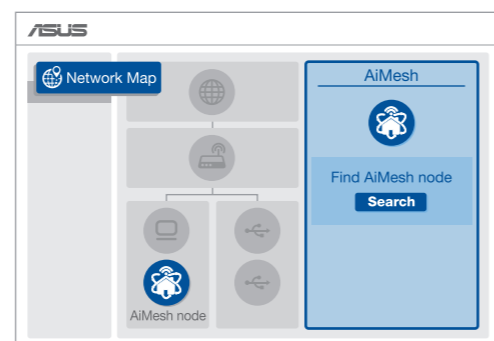 ASUS
Network Map
AiMesh
Find AiMesh node
Search
AiMesh node